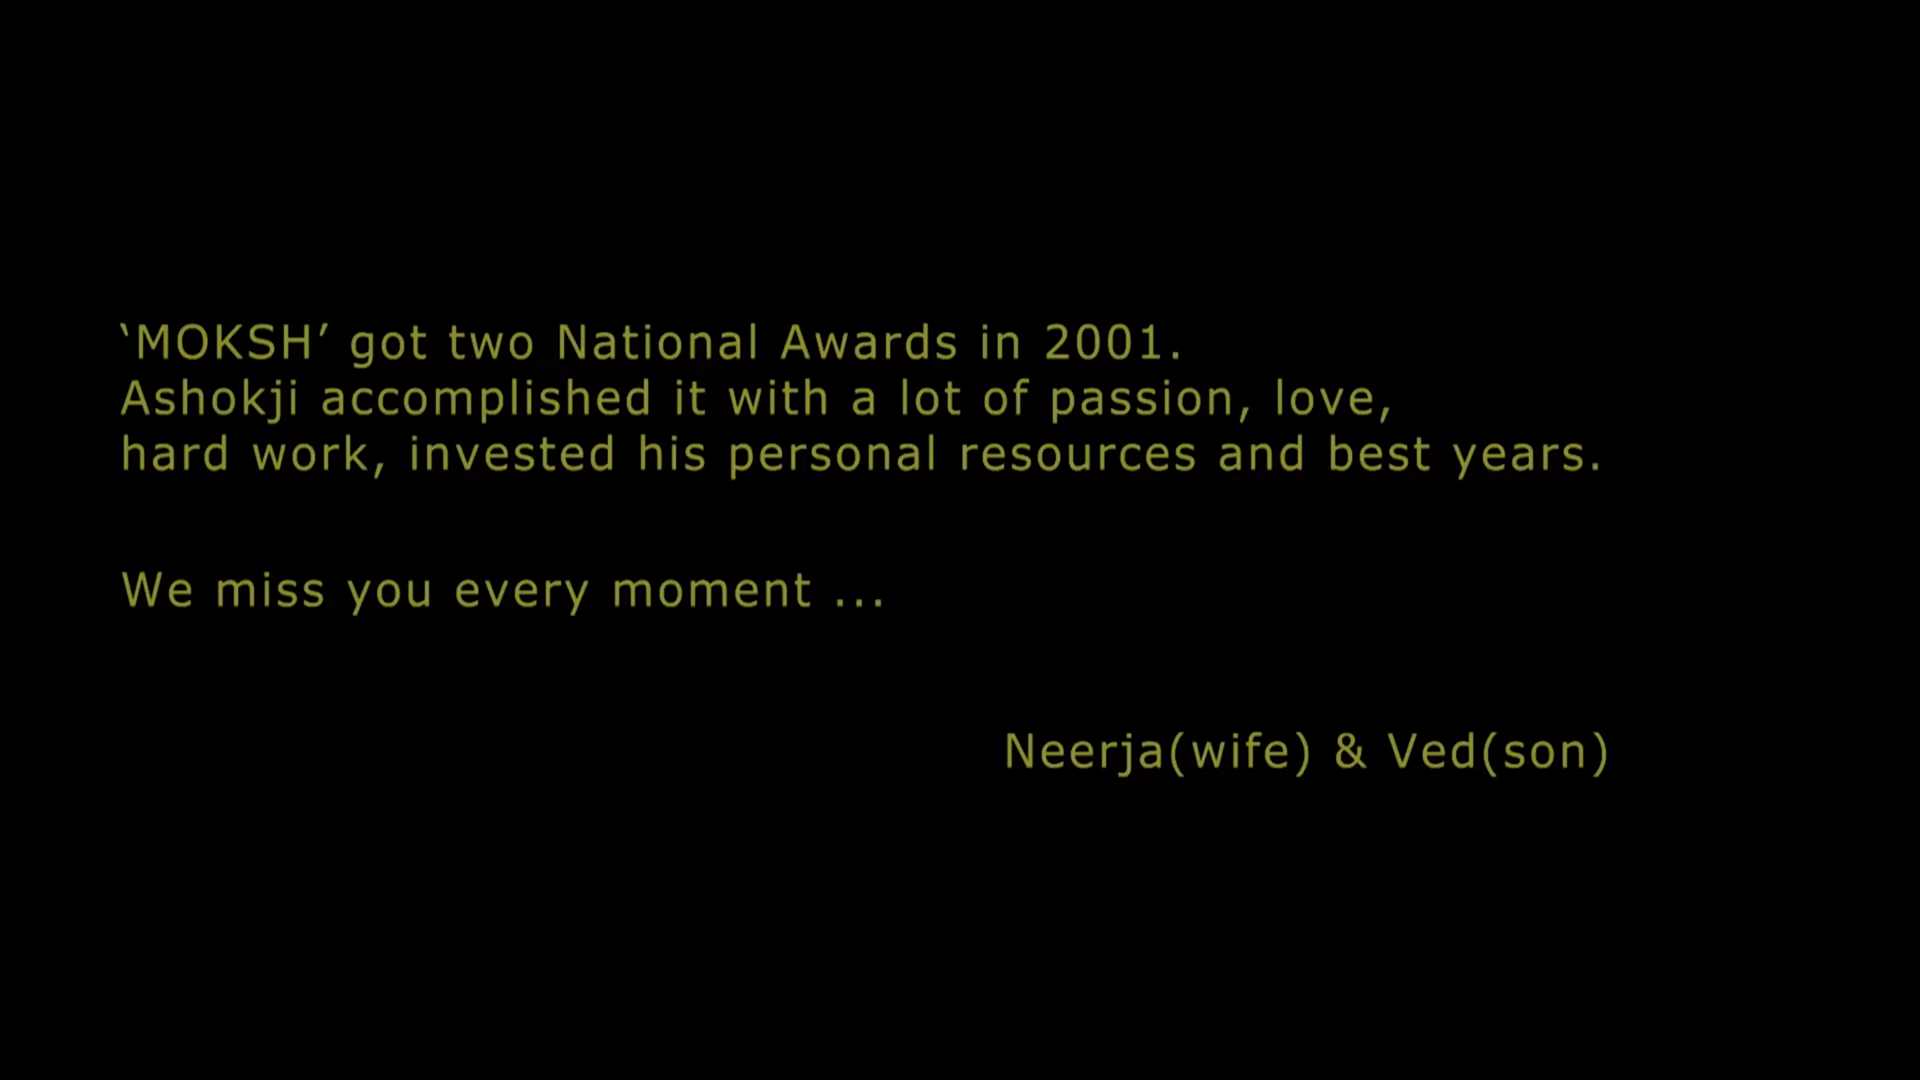 ‘MOKSH’ got two National Awards in 2001.
Ashokji accomplished it with a lot of passion, love,
hard work, invested his personal resources and best years.
We miss you every moment ...
Neerja(wife) & Ved(son)